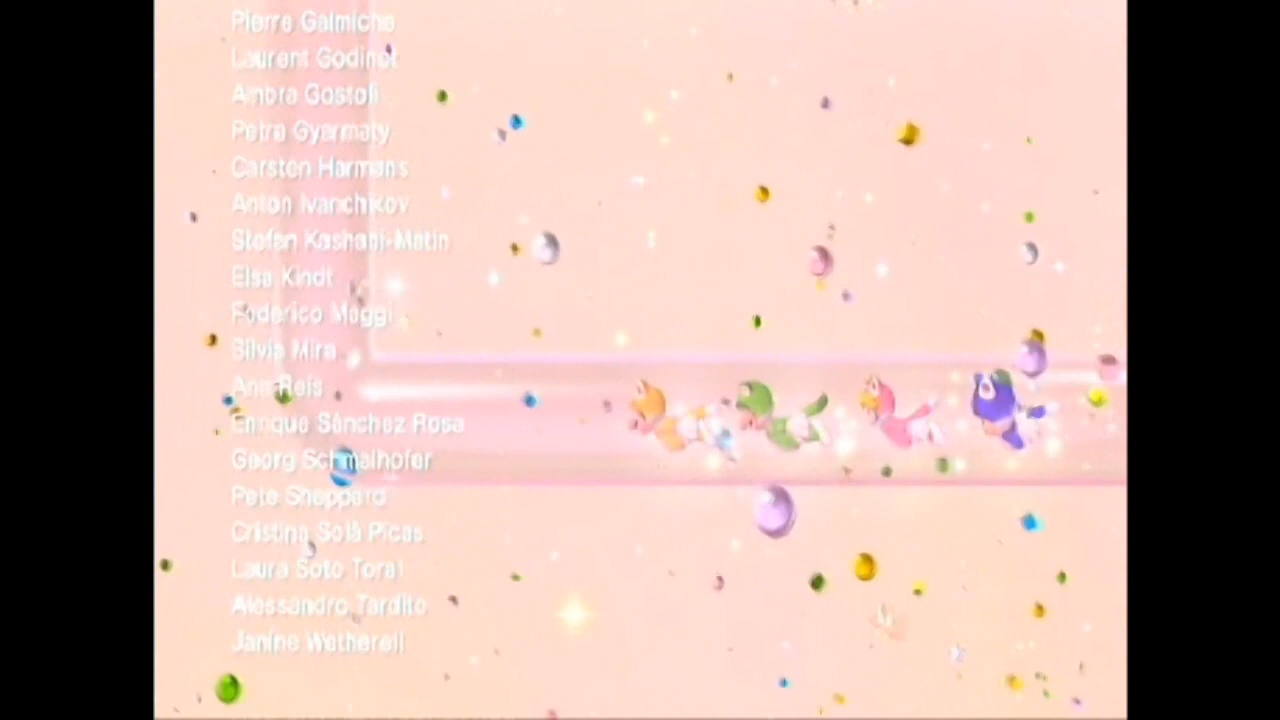 Pierre Galmiche
Laurent Godinot
Ambra Gostoli
Petra Gyarmaty
Carsten Harmans
Anton Ivanchikov
Stefan Kashani-Matin
Elsa Kindt
Federico Maggi
Silvia Mira
Ana Reis
Enrique Sánchez Rosa
Georg Schmalhofer
Pete Sheppard
Cristina Solà Picas
Laura Soto Toral
Alessandro Tardito
Janine Wetherell